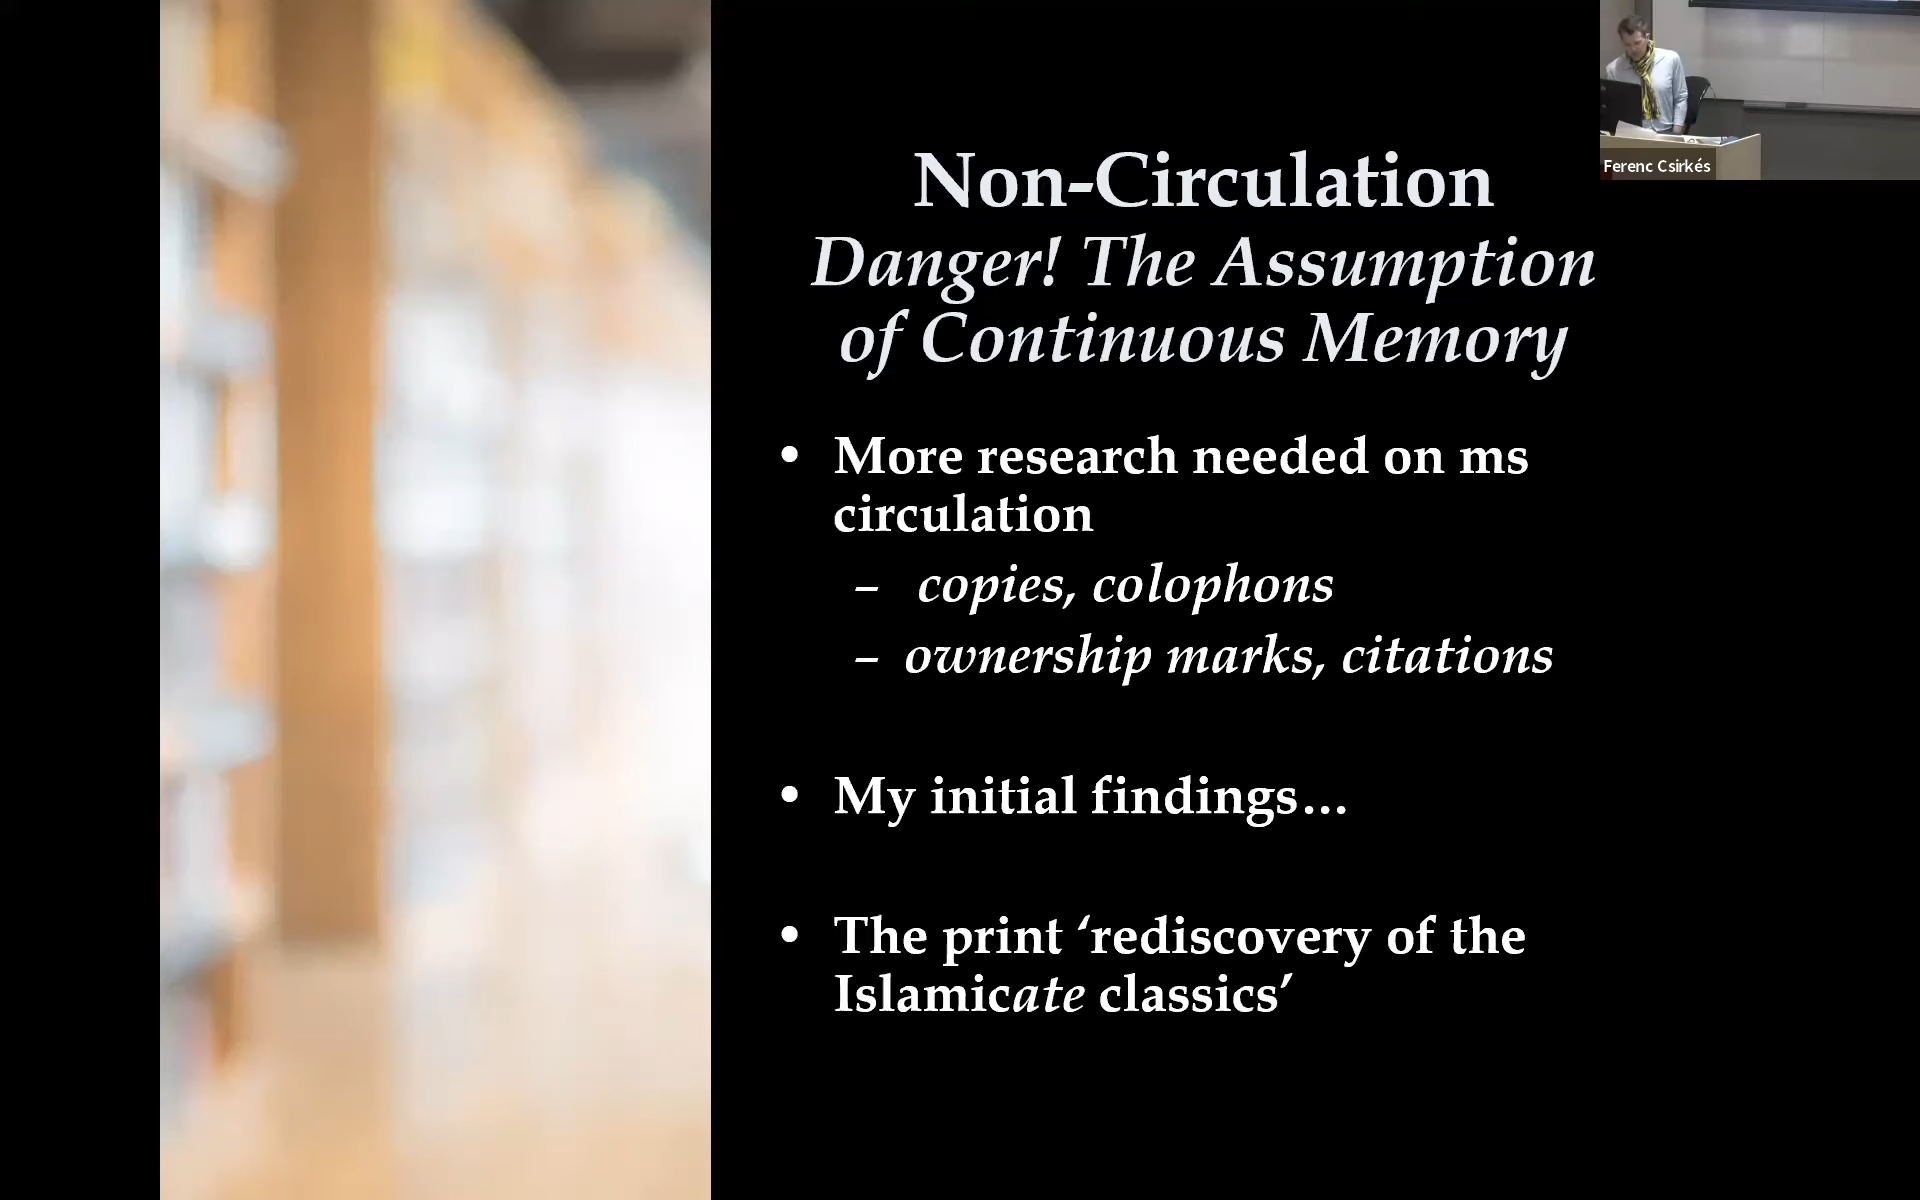 Non-Circulation
Danger! The Assumption
of Continuous Memory
• More research needed on ms
circulation
– copies, colophons
– ownership marks, citations
• My initial findings…
• The print ‘rediscovery of the
Islamicate classics’
Ferenc Csirkés